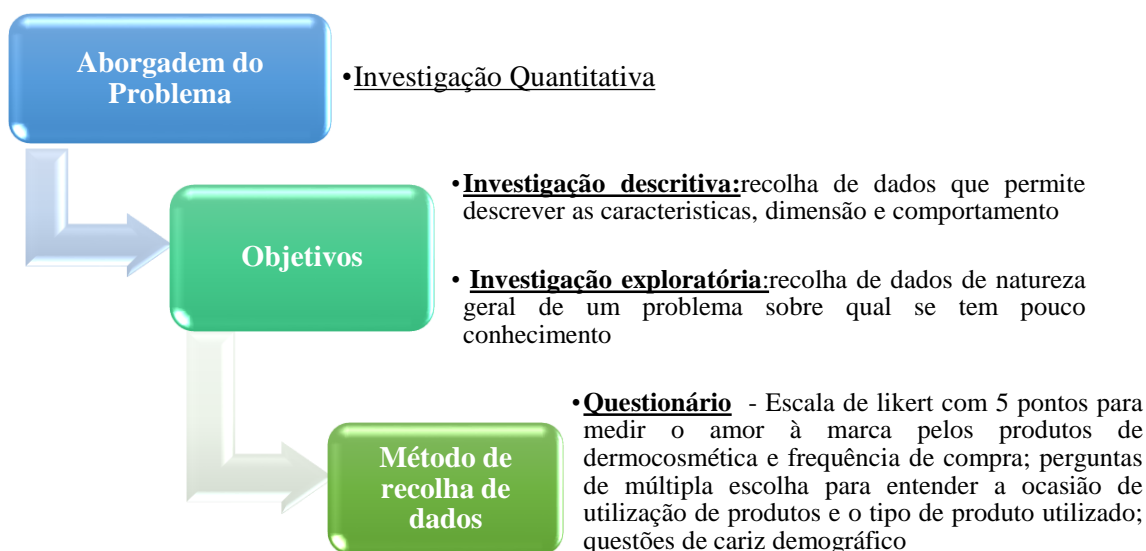 Aborgadem do
Problema
•Investigação Quantitativa
Objetivos
•Investigação descritiva:recolha de dados que permite
descrever as caracteristicas, dimensão e comportamento
• Investigação exploratória:recolha de dados de natureza
geral de um problema sobre qual se tem pouco
conhecimento
Método de
recolha de
dados
•Questionário - Escala de likert com 5 pontos para
medir o amor à marca pelos produtos de
dermocosmética e frequência de compra; perguntas
de múltipla escolha para entender a ocasião de
utilização de produtos e o tipo de produto utilizado;
questões de cariz demográfico